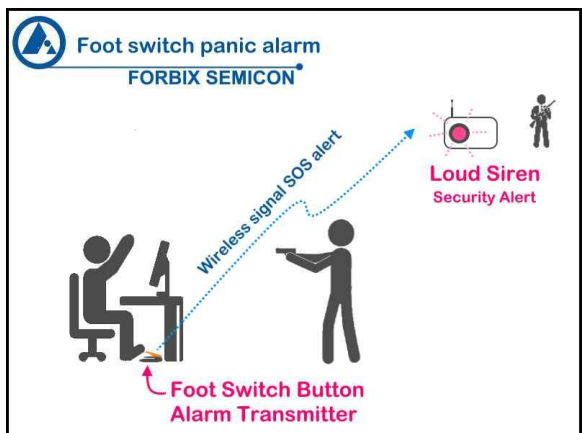 Foot switch panic alarm
FORBIX SEMICON
Wireless signal SOS alert
Loud Siren
Security Alert
Foot Switch Button
Alarm Transmitter